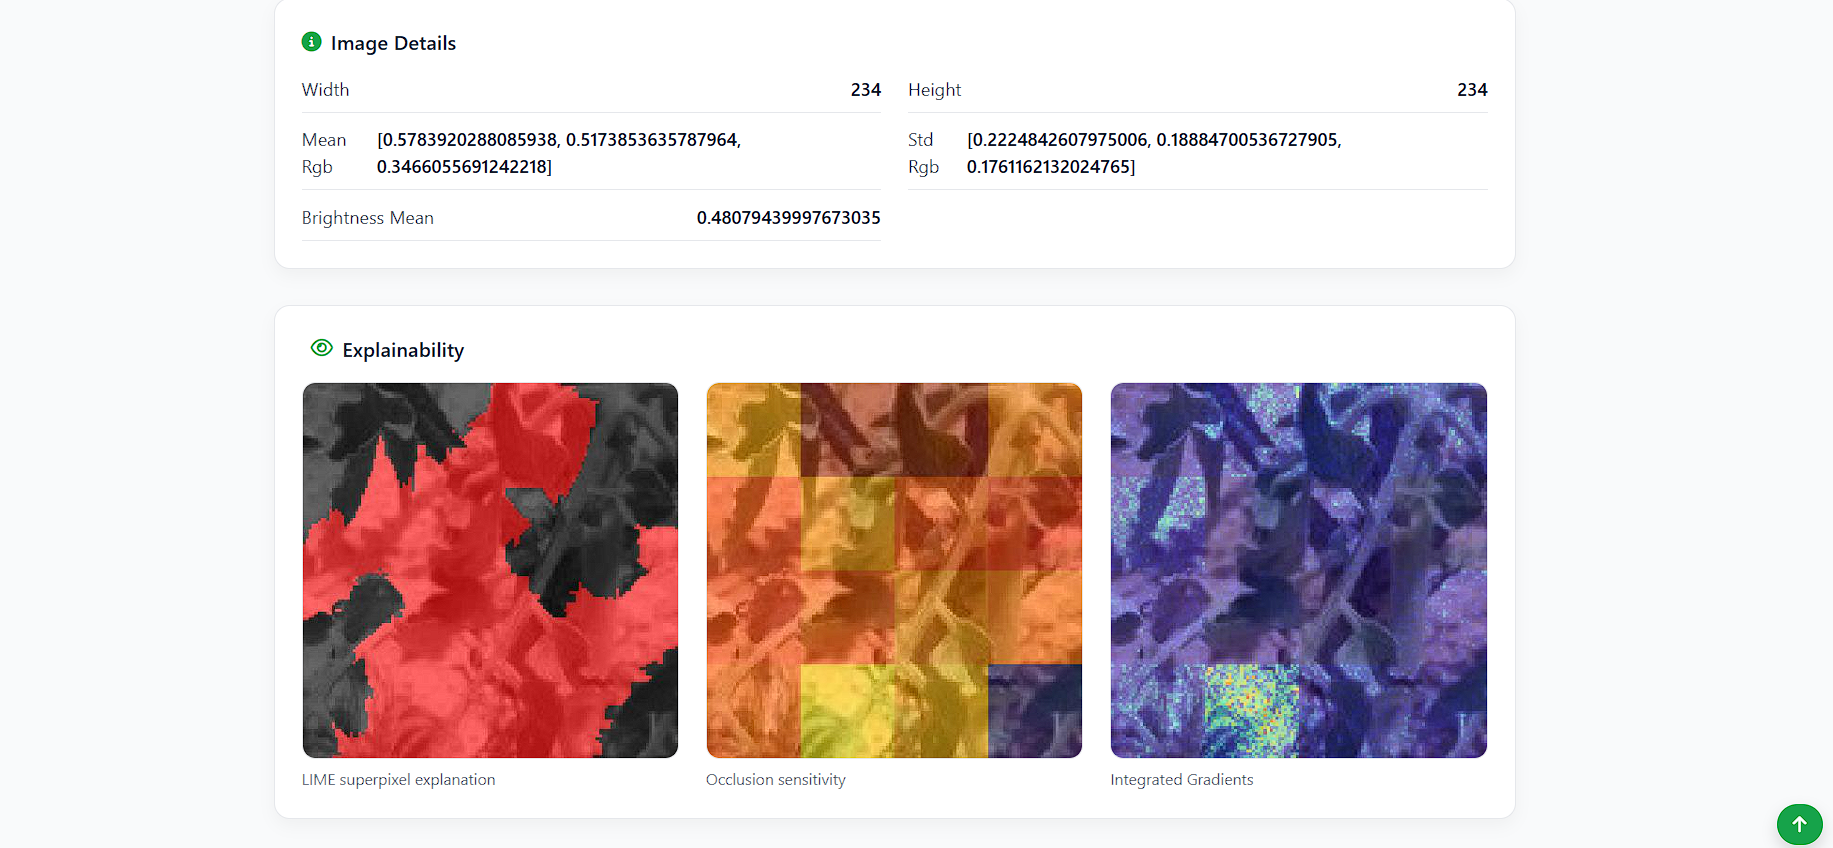 Image Details
Width 234
Height 234
Mean Rgb [0.5783920288085938, 0.5173853635787964, 0.3466055691242218]
Std Rgb [0.2224842607975006, 0.18884700536727905, 0.1761162132024765]
Brightness Mean 0.48079439997673035
Explainability
LIME superpixel explanation
Occlusion sensitivity
Integrated Gradients